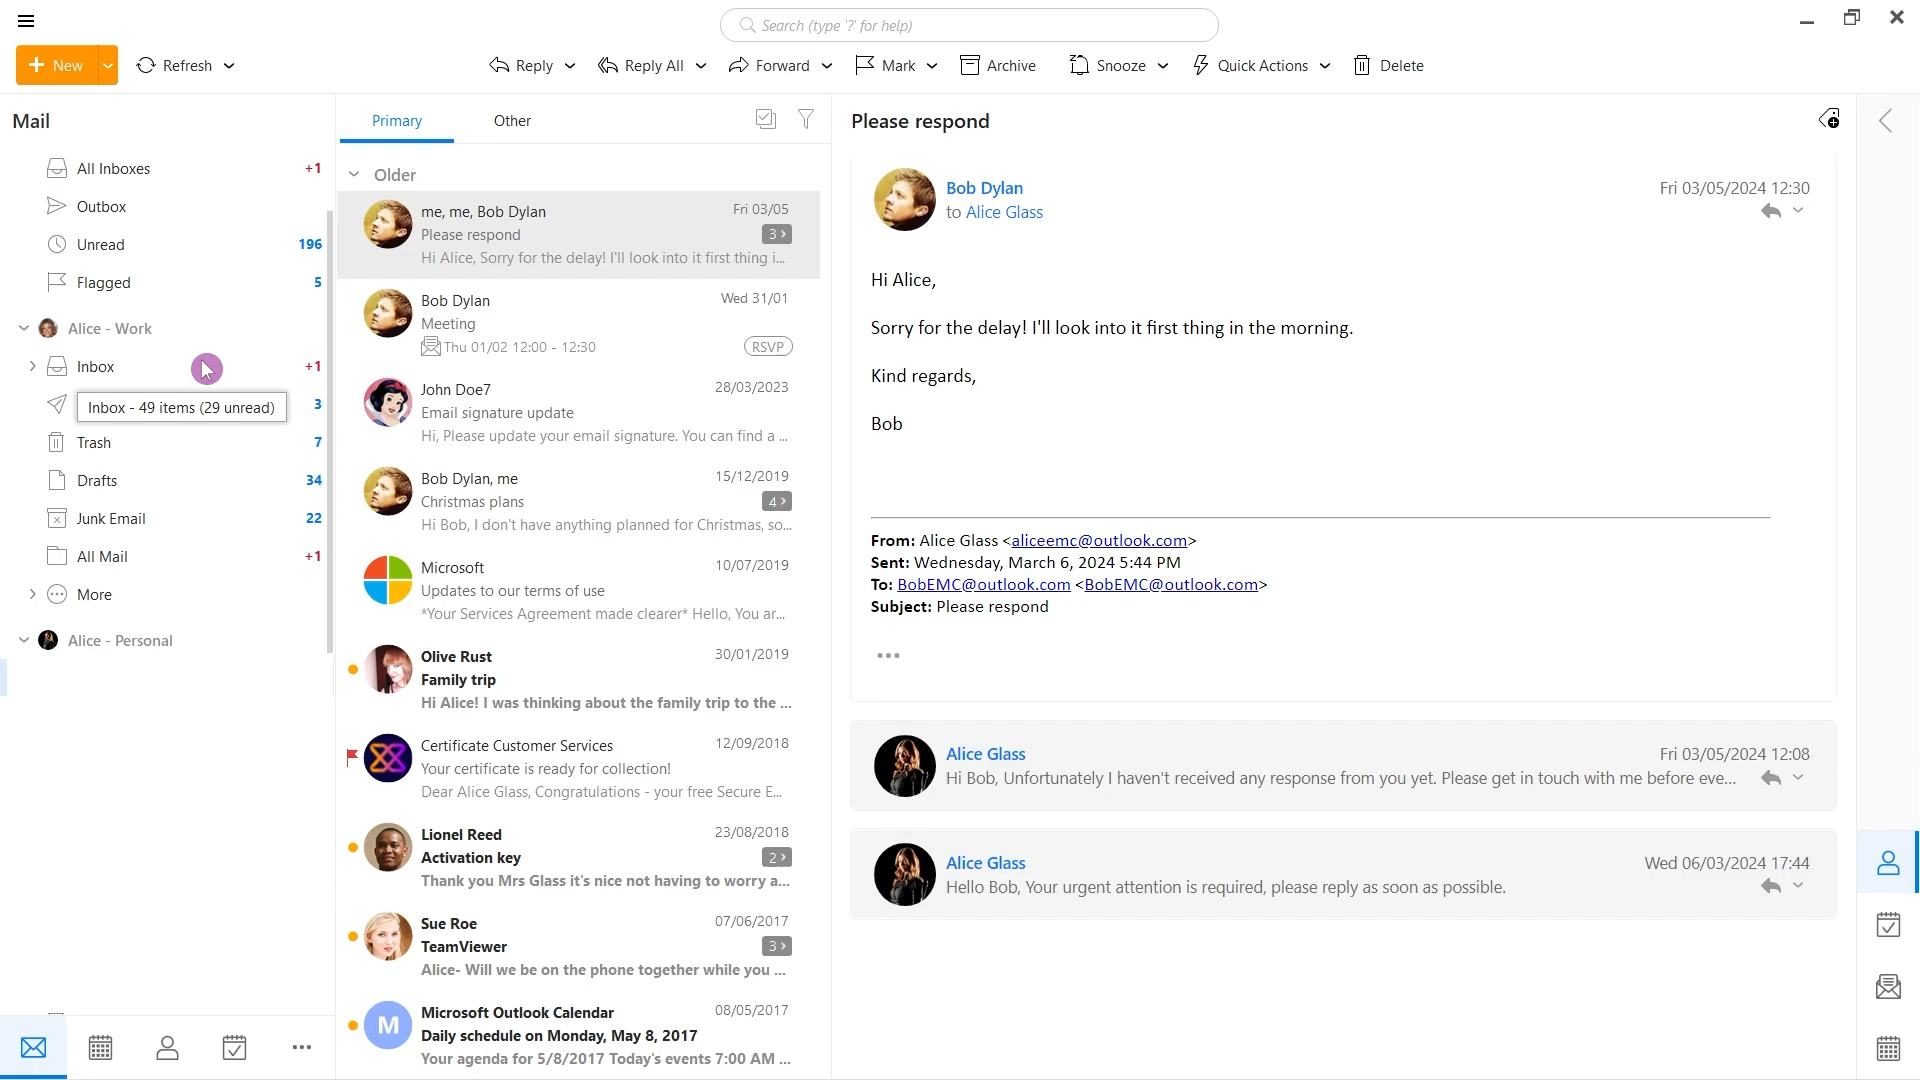 Search (type '?' for help)
New
Refresh
Reply
Reply All
Forward
Mark
Archive
Snooze
Quick Actions
Delete
Mail
All Inboxes +1
Outbox
Unread 196
Flagged 5
Alice - Work
Inbox +1
Inbox - 49 items (29 unread)
3
Trash 7
Drafts 34
Junk Email 22
All Mail +1
More
Alice - Personal
Primary
Other
Older
me, me, Bob Dylan Fri 03/05
Please respond 3
Hi Alice, Sorry for the delay! I'll look into it first thing i...
Bob Dylan Wed 31/01
Meeting
Thu 01/02 12:00 - 12:30 RSVP
John Doe7 28/03/2023
Email signature update
Hi, Please update your email signature. You can find a ...
Bob Dylan, me 15/12/2019
Christmas plans 4
Hi Bob, I don't have anything planned for Christmas, so...
Microsoft 10/07/2019
Updates to our terms of use
*Your Services Agreement made clearer* Hello, You ar...
Olive Rust 30/01/2019
Family trip
Hi Alice! I was thinking about the family trip to the ...
Certificate Customer Services 12/09/2018
Your certificate is ready for collection!
Dear Alice Glass, Congratulations - your free Secure E...
Lionel Reed 23/08/2018
Activation key 2
Thank you Mrs Glass it's nice not having to worry a...
Sue Roe 07/06/2017
TeamViewer 3
Alice- Will we be on the phone together while you ...
M
Microsoft Outlook Calendar 08/05/2017
Daily schedule on Monday, May 8, 2017
Your agenda for 5/8/2017 Today's events 7:00 AM ...
Please respond
Bob Dylan Fri 03/05/2024 12:30
to Alice Glass
Hi Alice,
Sorry for the delay! I'll look into it first thing in the morning.
Kind regards,
Bob
From: Alice Glass <aliceemc@outlook.com>
Sent: Wednesday, March 6, 2024 5:44 PM
To: BobEMC@outlook.com <BobEMC@outlook.com>
Subject: Please respond
Alice Glass Fri 03/05/2024 12:08
Hi Bob, Unfortunately I haven't received any response from you yet. Please get in touch with me before eve...
Alice Glass Wed 06/03/2024 17:44
Hello Bob, Your urgent attention is required, please reply as soon as possible.